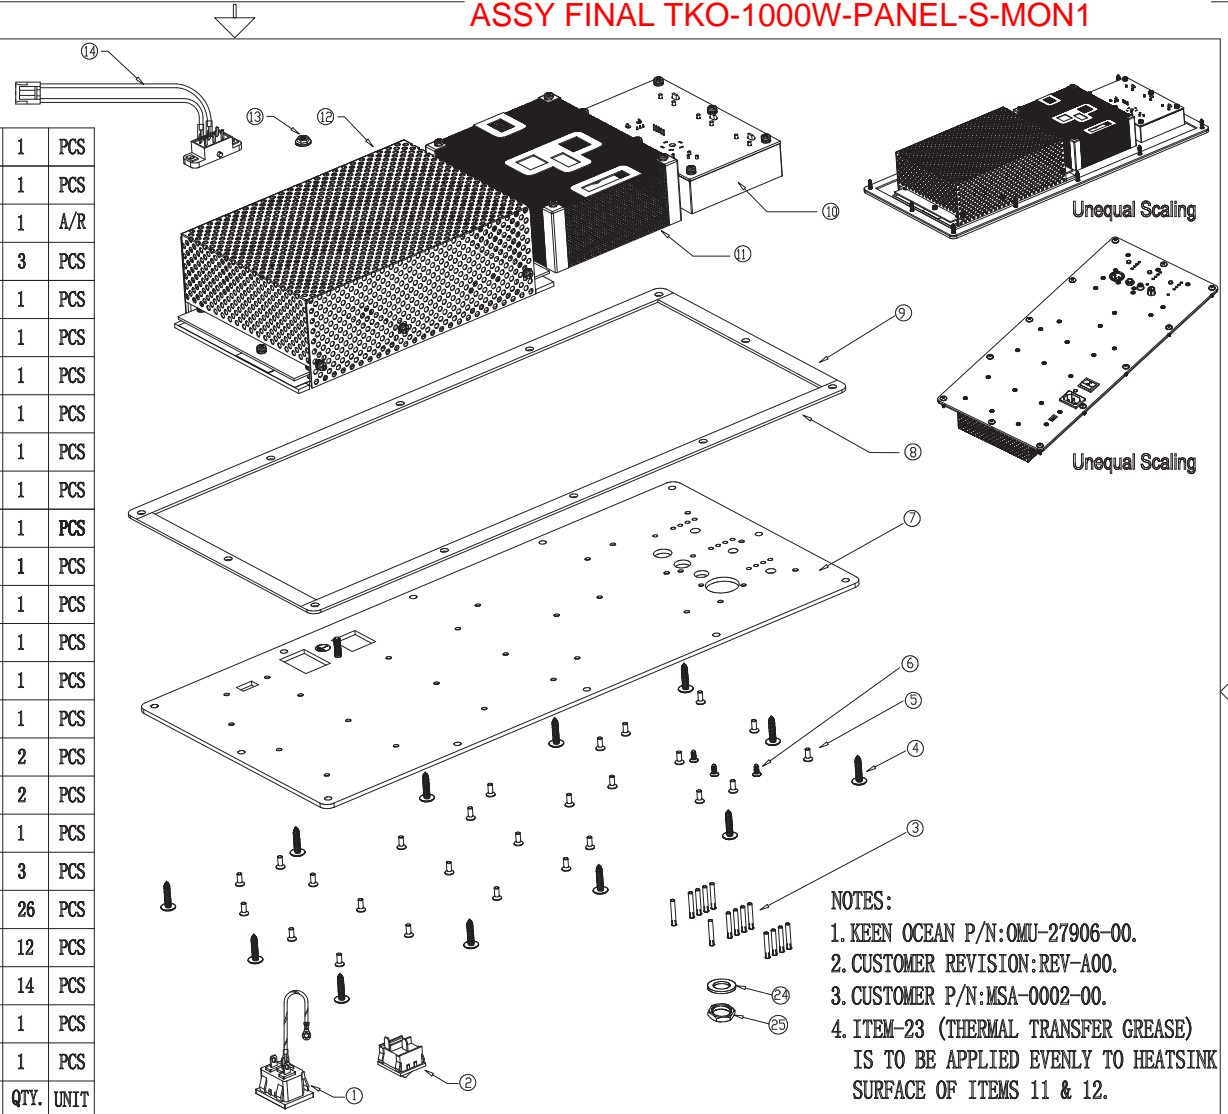 ASSY FINAL TKO-1000W-PANEL-S-MON1
14
13
12
11
10
Unequal Scaling
Unequal Scaling
9
8
7
6
5
4
3
24
25
1
2
1 PCS
1 PCS
1 A/R
3 PCS
1 PCS
1 PCS
1 PCS
1 PCS
1 PCS
1 PCS
1 PCS
1 PCS
1 PCS
1 PCS
1 PCS
1 PCS
2 PCS
2 PCS
1 PCS
3 PCS
26 PCS
12 PCS
14 PCS
1 PCS
1 PCS
QTY. UNIT
NOTES:
1. KEEN OCEAN P/N:OMU-27906-00.
2. CUSTOMER REVISION:REV-A00.
3. CUSTOMER P/N:MSA-0002-00.
4. ITEM-23 (THERMAL TRANSFER GREASE)
IS TO BE APPLIED EVENLY TO HEATSINK
SURFACE OF ITEMS 11 & 12.